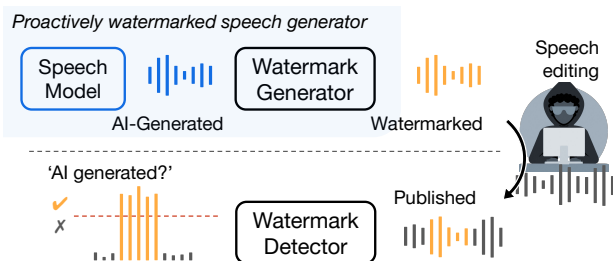 Proactively watermarked speech generator
Speech
Model
Watermark
Generator
Speech
editing
AI-Generated
Watermarked
'AI generated?'
✓
✗
Published
Watermark
Detector